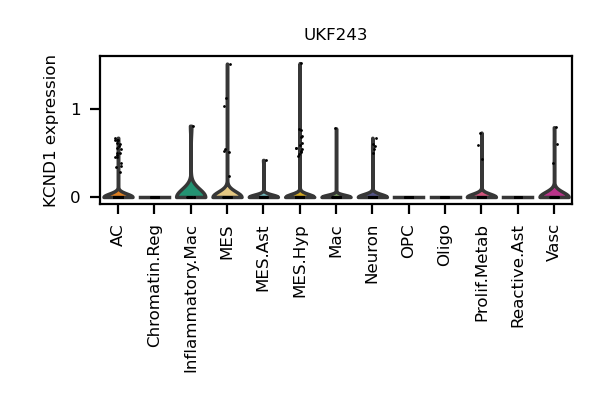 UKF243
KCND1 expression
1
0
AC
Chromatin.Reg
Inflammatory.Mac
MES
MES.Ast
MES.Hyp
Mac
Neuron
OPC
Oligo
Prolif.Metab
Reactive.Ast
Vasc